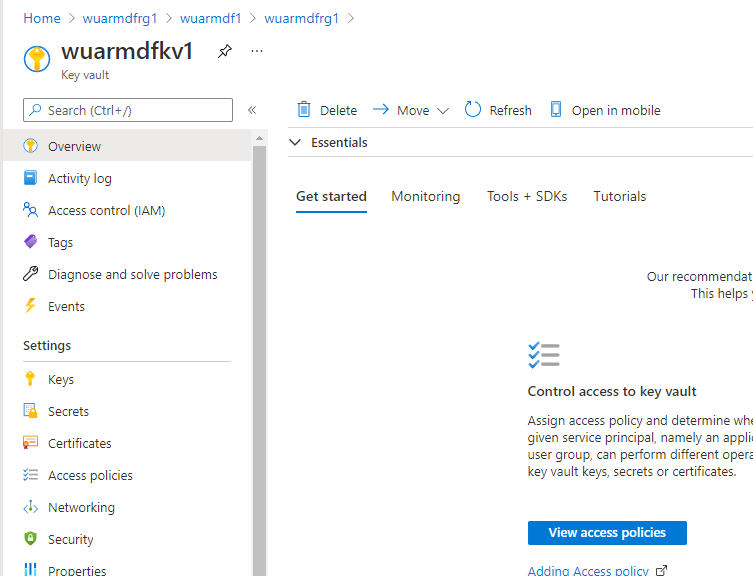 Home > wuarmdfrg1 > wuarmdf1 > wuarmdfrg1 >
wuarmdfkv1
Key vault
Search (Ctrl+/)
«
Overview
Activity log
Access control (IAM)
Tags
Diagnose and solve problems
Events
Settings
Keys
Secrets
Certificates
Access policies
Networking
Security
Properties
Delete
Move
Refresh
Open in mobile
Essentials
Get started
Monitoring
Tools + SDKs
Tutorials
Our recommendat
This helps
Control access to key vault
Assign access policy and determine whe
given service principal, namely an appli
user group, can perform different opera
key vault keys, secrets or certificates.
View access policies
Adding Access policy